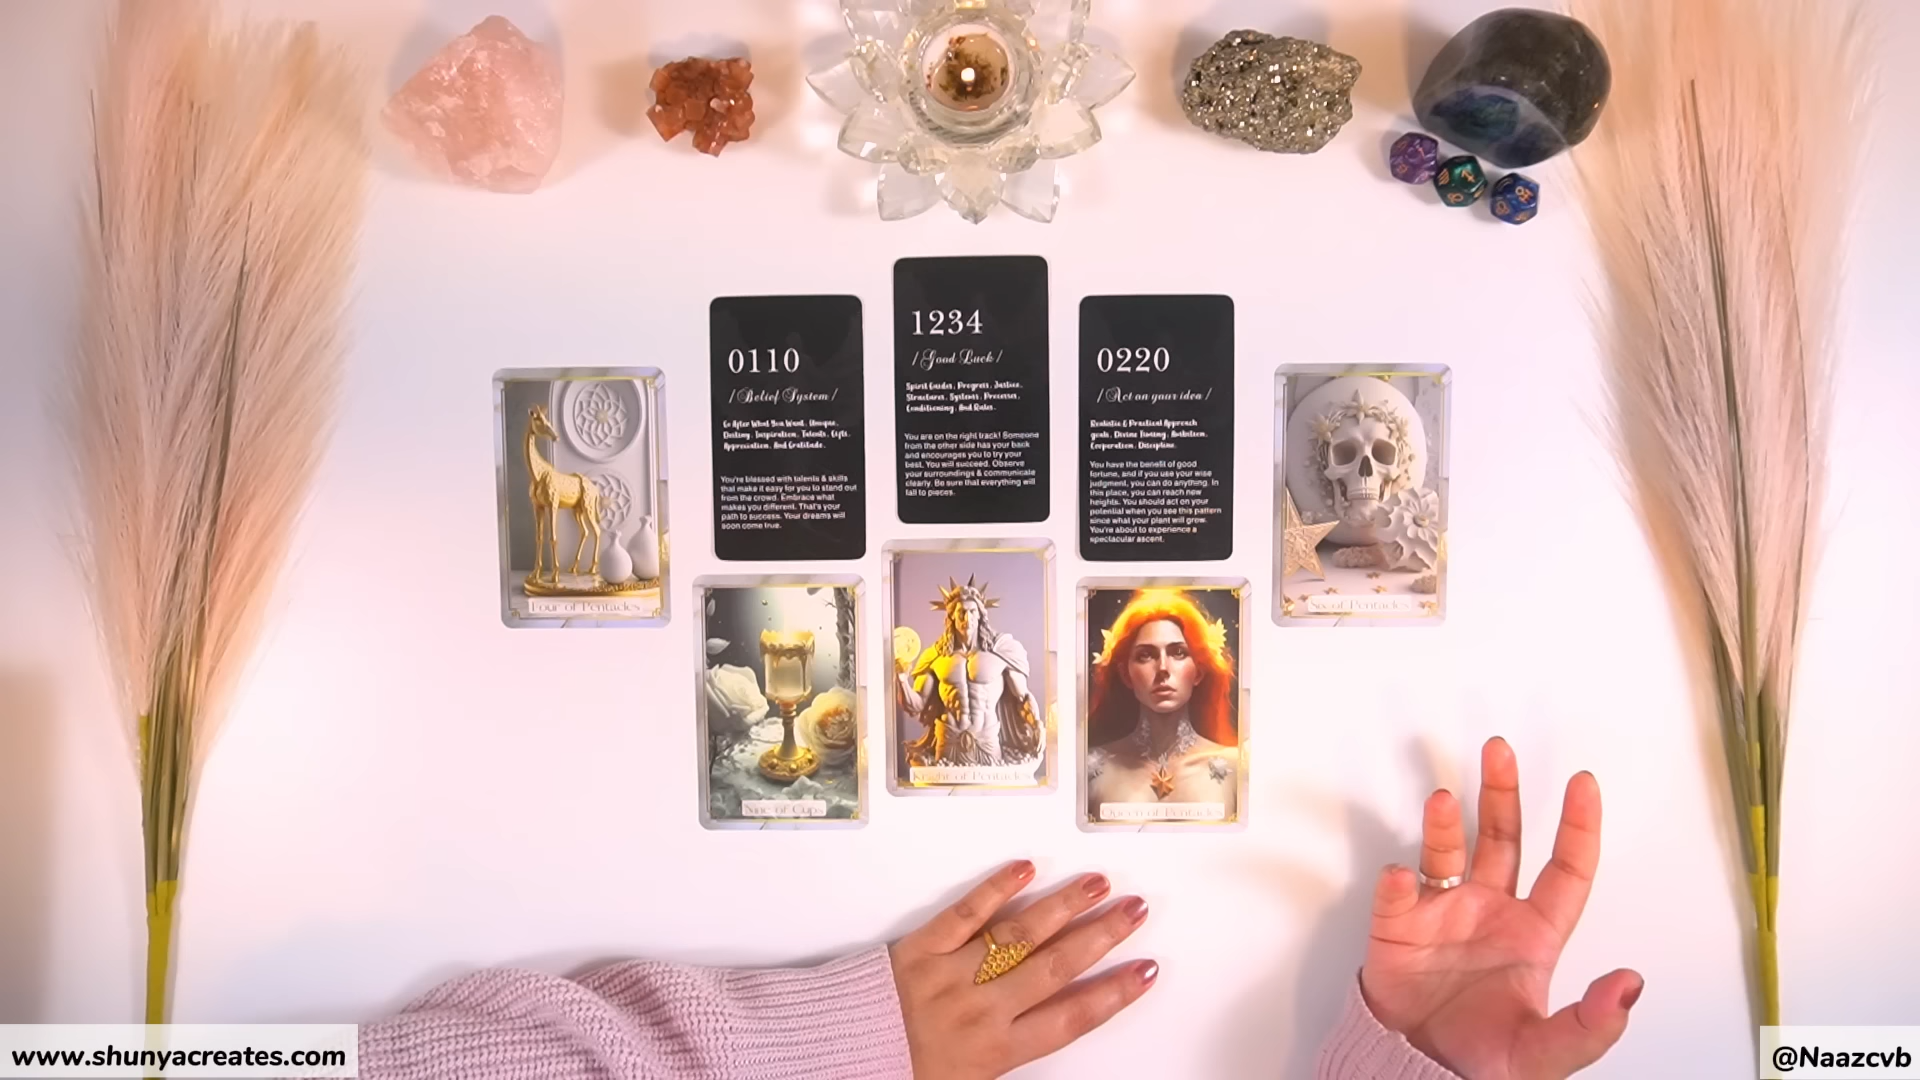 1234
/Good Luck/
Spirit Guides, Progress, Justice,
Structures, Systems, Processes,
Conditioning, And Rules.
You are on the right track! Someone
from the other side has your back
and encourages you to try your
best. You will succeed. Observe
your surroundings & communicate
clearly. Be sure that everything will
fall to pieces.
0110
/Belief System/
Go After What You Want, Unique,
Destiny, Inspiration, Talents, Gifts,
Appreciation, And Gratitude.
You're blessed with talents & skills
that make it easy for you to stand out
from the crowd. Embrace what
makes you different. That's your
path to success. Your dreams will
soon come true.
0220
/Act on your idea/
Realistic & Practical Approach
goals, Divine Timing, Ambition,
Cooperation, Discipline.
You have the benefit of good
fortune, and if you use your wise
judgment, you can do anything. In
this place, you can reach new
heights. You should act on your
potential when you see this pattern
since what your plant will grow.
You're about to experience a
spectacular ascent.
Four of Pentacles
Six of Pentacles
Nine of Cups
Knight of Pentacles
Queen of Pentacles
www.shunyacreates.com
@Naazcvb